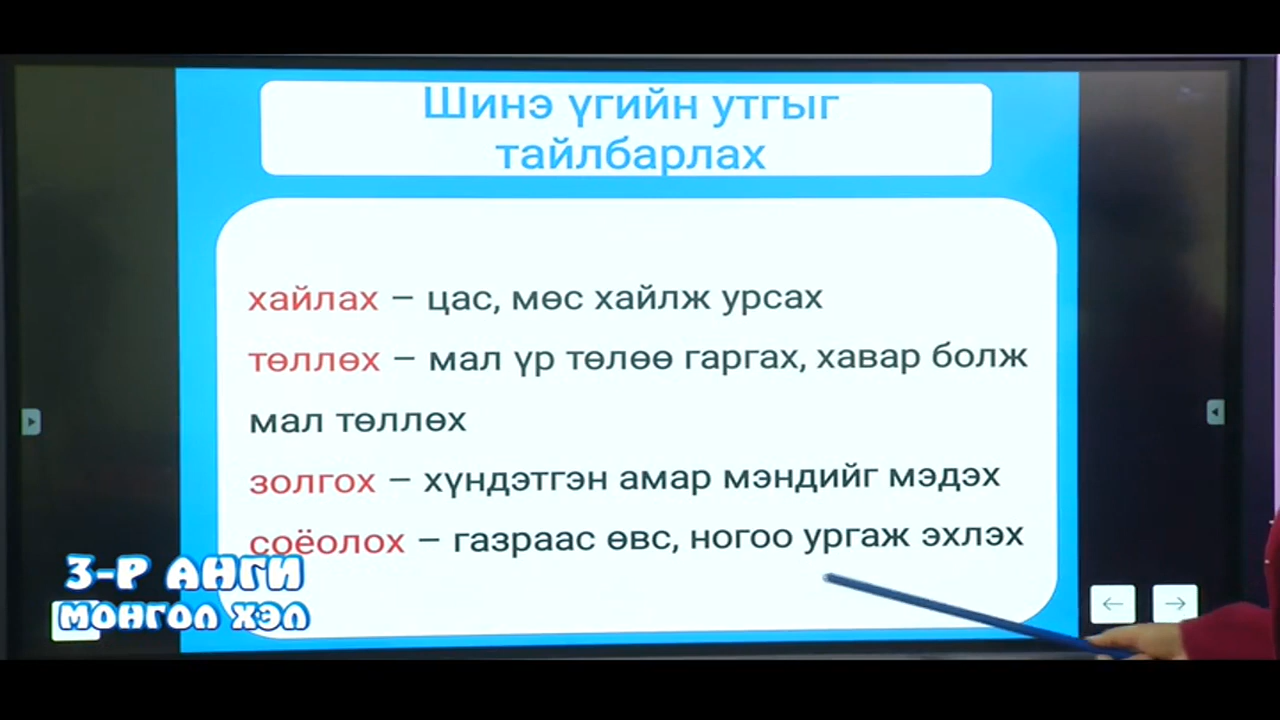 Шинэ үгийн утгыг
тайлбарлах
хайлах – цас, мөс хайлж урсах
төллөх – мал үр төлөө гаргах, хавар болж
мал төллөх
золгох – хүндэтгэн амар мэндийг мэдэх
соёолох – газраас өвс, ногоо ургаж эхлэх
3-Р АНГИ
МОНГОЛ ХЭЛ